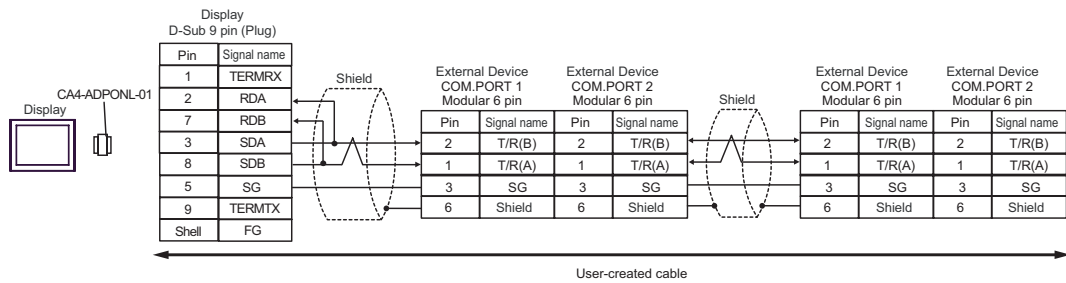 Display
D-Sub 9 pin (Plug)
Pin Signal name
1 TERMRX
2 RDA
7 RDB
3 SDA
8 SDB
5 SG
9 TERMTX
Shell FG
CA4-ADPONL-01
Display
Shield
External Device
COM.PORT 1
Modular 6 pin
Pin Signal name
2 T/R(B)
1 T/R(A)
3 SG
6 Shield
External Device
COM.PORT 2
Modular 6 pin
Pin Signal name
2 T/R(B)
1 T/R(A)
3 SG
6 Shield
Shield
External Device
COM.PORT 1
Modular 6 pin
Pin Signal name
2 T/R(B)
1 T/R(A)
3 SG
6 Shield
External Device
COM.PORT 2
Modular 6 pin
Pin Signal name
2 T/R(B)
1 T/R(A)
3 SG
6 Shield
User-created cable